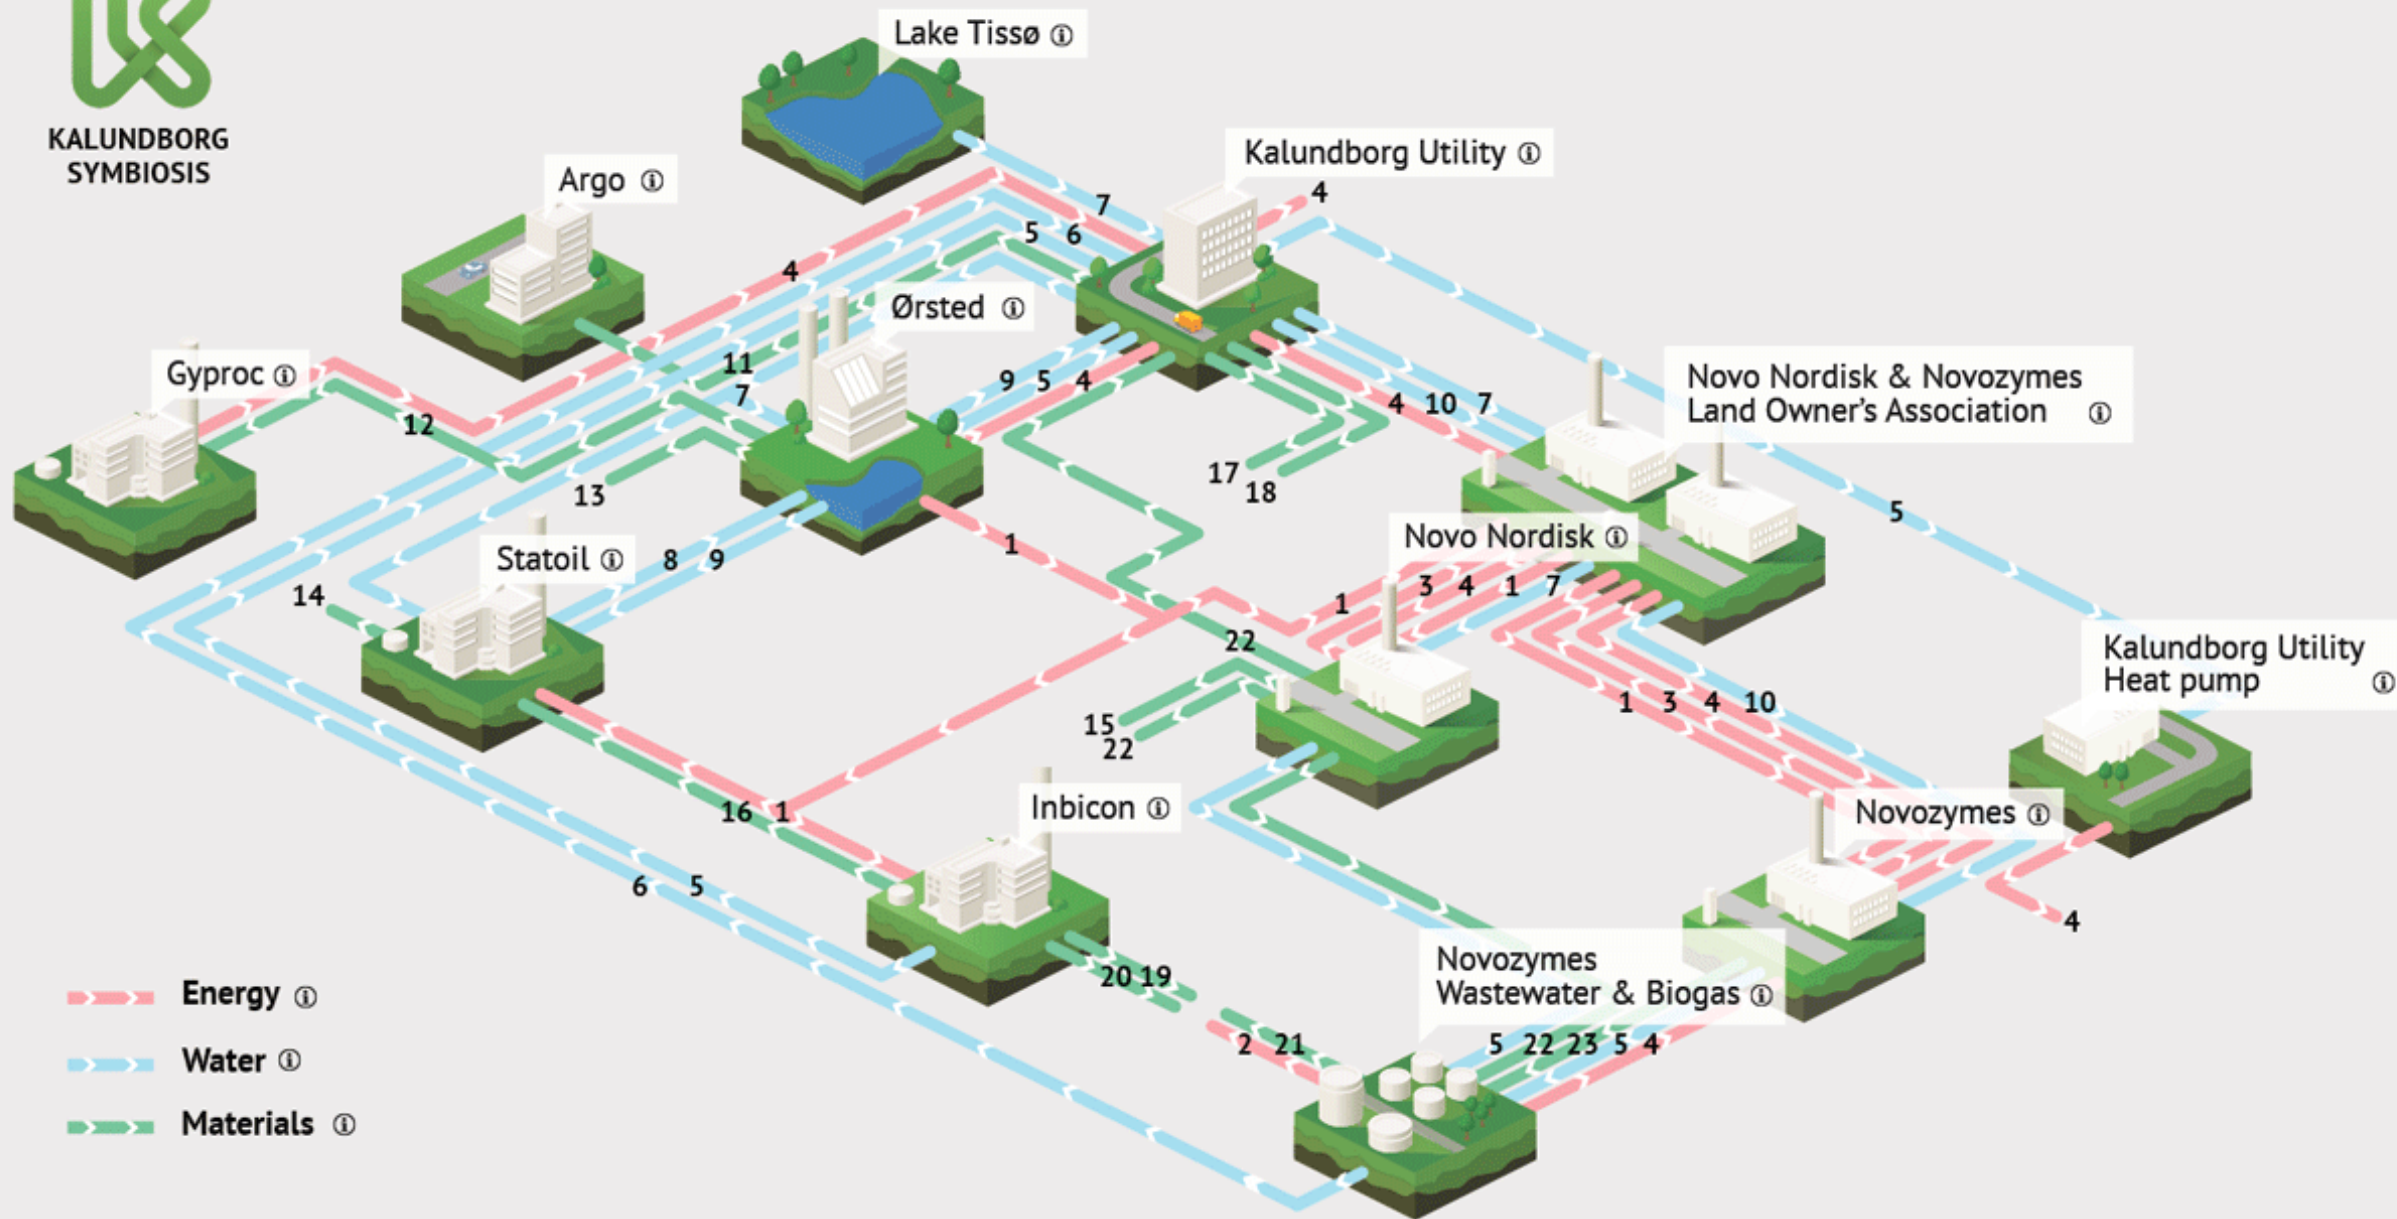 KALUNDBORG
SYMBIOSIS
Lake Tissø
Kalundborg Utility
Argo
4
7
5 6
4
Ørsted
Gyproc
11
9 5 4
7
4 10 7
Novo Nordisk & Novozymes
Land Owner's Association
12
17
18
13
5
Novo Nordisk
1
Statoil
8 9
14
3 4 1 7
1
22
Kalundborg Utility
Heat pump
1 3 4 10
15
22
16 1
Inbicon
Novozymes
6 5
4
20 19
Novozymes
Wastewater & Biogas
Energy
2 21
5 22 23 5 4
Water
Materials